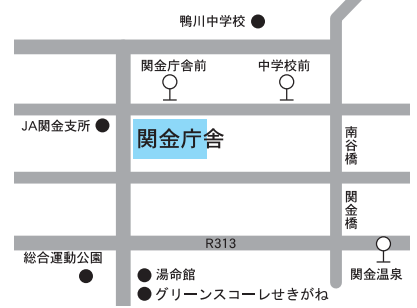 鴨川中学校
関金庁舎前
中学校前
JA関金支所
関金庁舎
南谷橋
関金橋
R313
総合運動公園
湯命館
関金温泉
グリーンスコーレせきがね